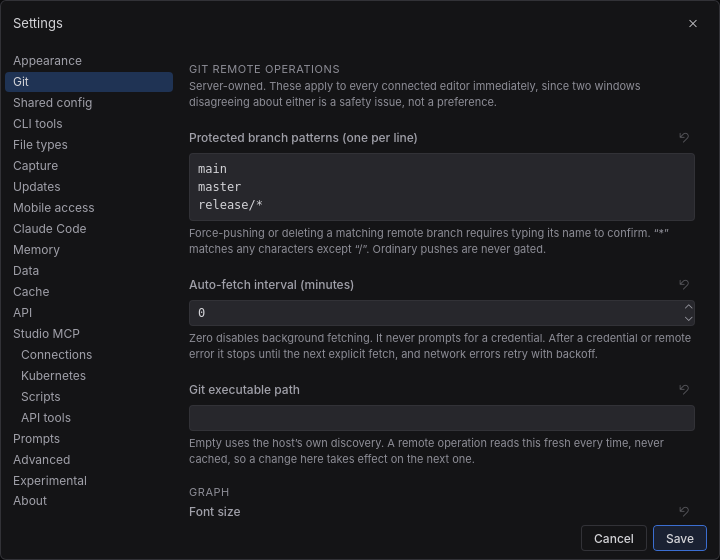 Settings
Appearance
Git
Shared config
CLI tools
File types
Capture
Updates
Mobile access
Claude Code
Memory
Data
Cache
API
Studio MCP
Connections
Kubernetes
Scripts
API tools
Prompts
Advanced
Experimental
About
GIT REMOTE OPERATIONS
Server-owned. These apply to every connected editor immediately, since two windows
disagreeing about either is a safety issue, not a preference.
Protected branch patterns (one per line)
main
master
release/*
Force-pushing or deleting a matching remote branch requires typing its name to confirm. “*”
matches any characters except “/”. Ordinary pushes are never gated.
Auto-fetch interval (minutes)
0
Zero disables background fetching. It never prompts for a credential. After a credential or remote
error it stops until the next explicit fetch, and network errors retry with backoff.
Git executable path
Empty uses the host’s own discovery. A remote operation reads this fresh every time, never
cached, so a change here takes effect on the next one.
GRAPH
Font size
Cancel
Save